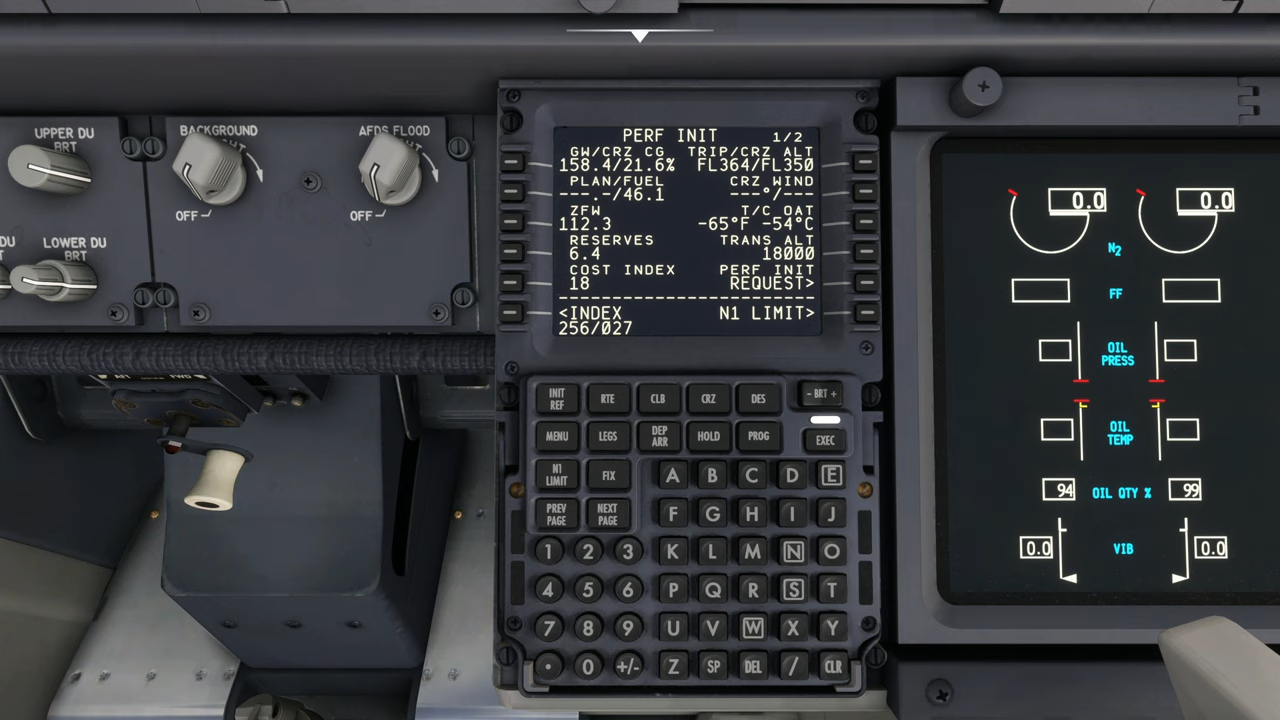 UPPER DU
BRT
BACKGROUND
OFF
AFDS FLOOD
OFF
DU
LOWER DU
BRT
PERF INIT 1/2
GW/CRZ CG TRIP/CRZ ALT
158.4/21.6% FL364/FL350
PLAN/FUEL CRZ WIND
---.-/46.1 ---°/---
ZFW T/C OAT
112.3 -65°F -54°C
RESERVES TRANS ALT
6.4 18000
COST INDEX PERF INIT
18 REQUEST>
--------------------------
<INDEX N1 LIMIT>
256/027
INIT REF RTE CLB CRZ DES - BRT +
MENU LEGS DEP ARR HOLD PROG EXEC
N1 LIMIT FIX A B C D E
PREV PAGE NEXT PAGE F G H I J
1 2 3 K L M N O
4 5 6 P Q R S T
7 8 9 U V W X Y
. 0 +/- Z SP DEL / CLR
0.0 0.0
N2
FF
OIL
PRESS
OIL
TEMP
94 OIL QTY % 99
0.0 VIB 0.0